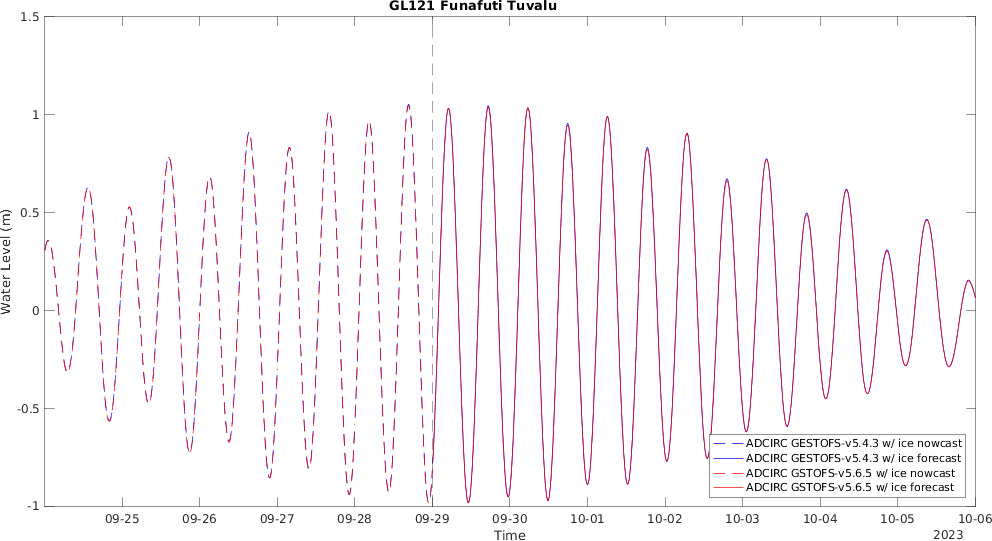 GL121 Funafuti Tuvalu
1.5
1
0.5
0
-0.5
-1
Water Level (m)
ADCIRC GESTOFS-v5.4.3 w/ ice nowcast
ADCIRC GESTOFS-v5.4.3 w/ ice forecast
ADCIRC GSTOFS-v5.6.5 w/ ice nowcast
ADCIRC GSTOFS-v5.6.5 w/ ice forecast
09-25 09-26 09-27 09-28 09-29 09-30 10-01 10-02 10-03 10-04 10-05 10-06
Time
2023